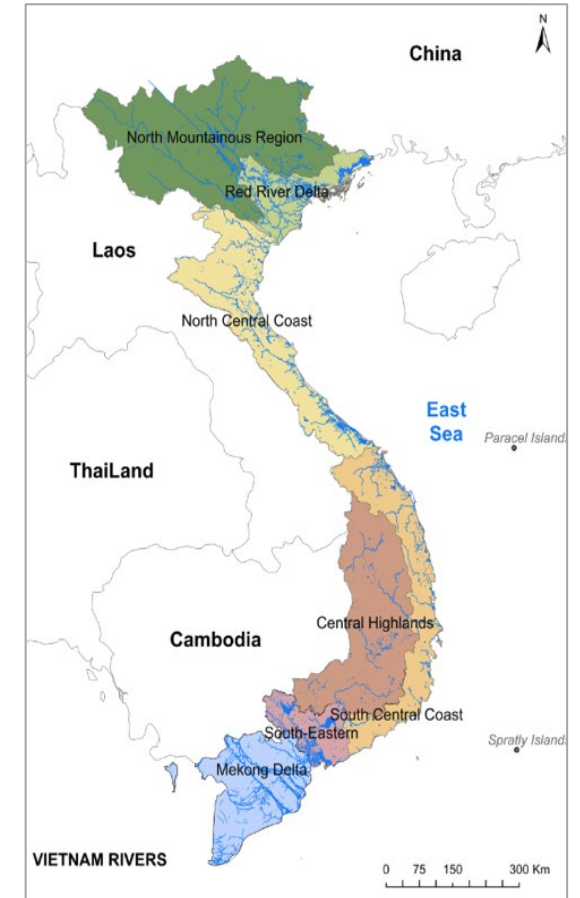 N
China
North Mountainous Region
Red River Delta
Laos
North Central Coast
East
Sea
Paracel Islands
ThaiLand
Central Highlands
Cambodia
South Central Coast
South-Eastern
Spratly Islands
Mekong Delta
VIETNAM RIVERS
0 75 150 300 Km